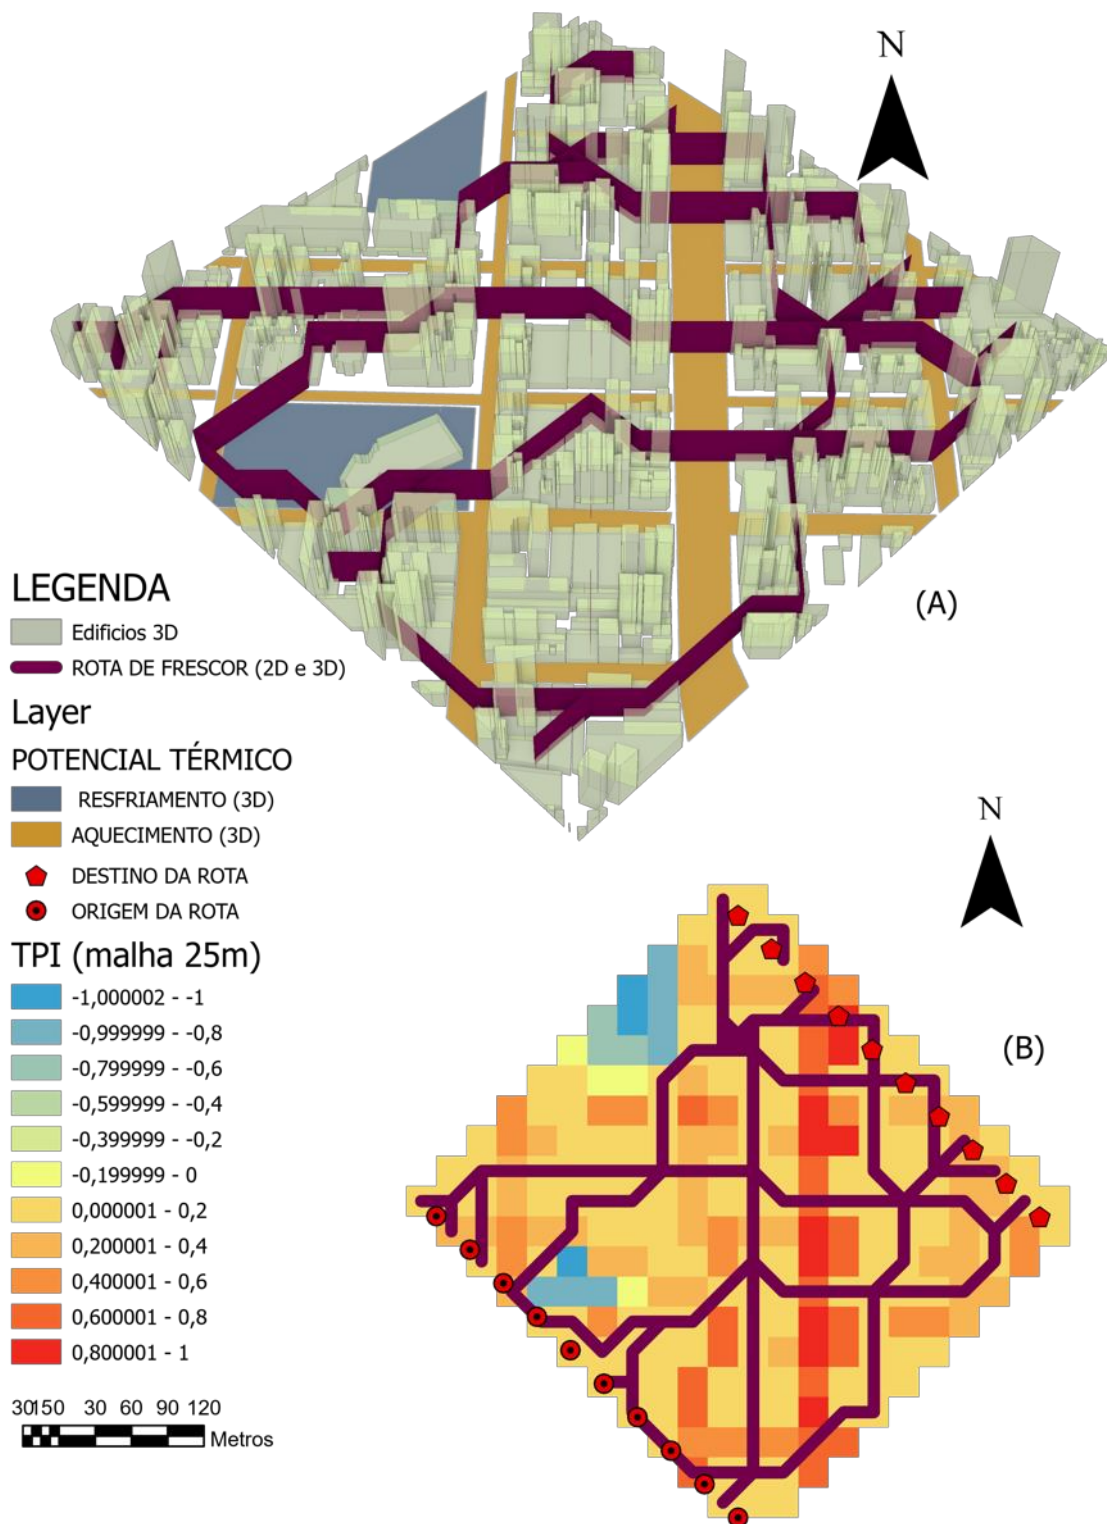 N
(A)
LEGENDA
Edificios 3D
ROTA DE FRESCOR (2D e 3D)
Layer
POTENCIAL TÉRMICO
RESFRIAMENTO (3D)
AQUECIMENTO (3D)
DESTINO DA ROTA
ORIGEM DA ROTA
TPI (malha 25m)
-1,000002 - -1
-0,999999 - -0,8
-0,799999 - -0,6
-0,599999 - -0,4
-0,399999 - -0,2
-0,199999 - 0
0,000001 - 0,2
0,200001 - 0,4
0,400001 - 0,6
0,600001 - 0,8
0,800001 - 1
30150 30 60 90 120
Metros
N
(B)